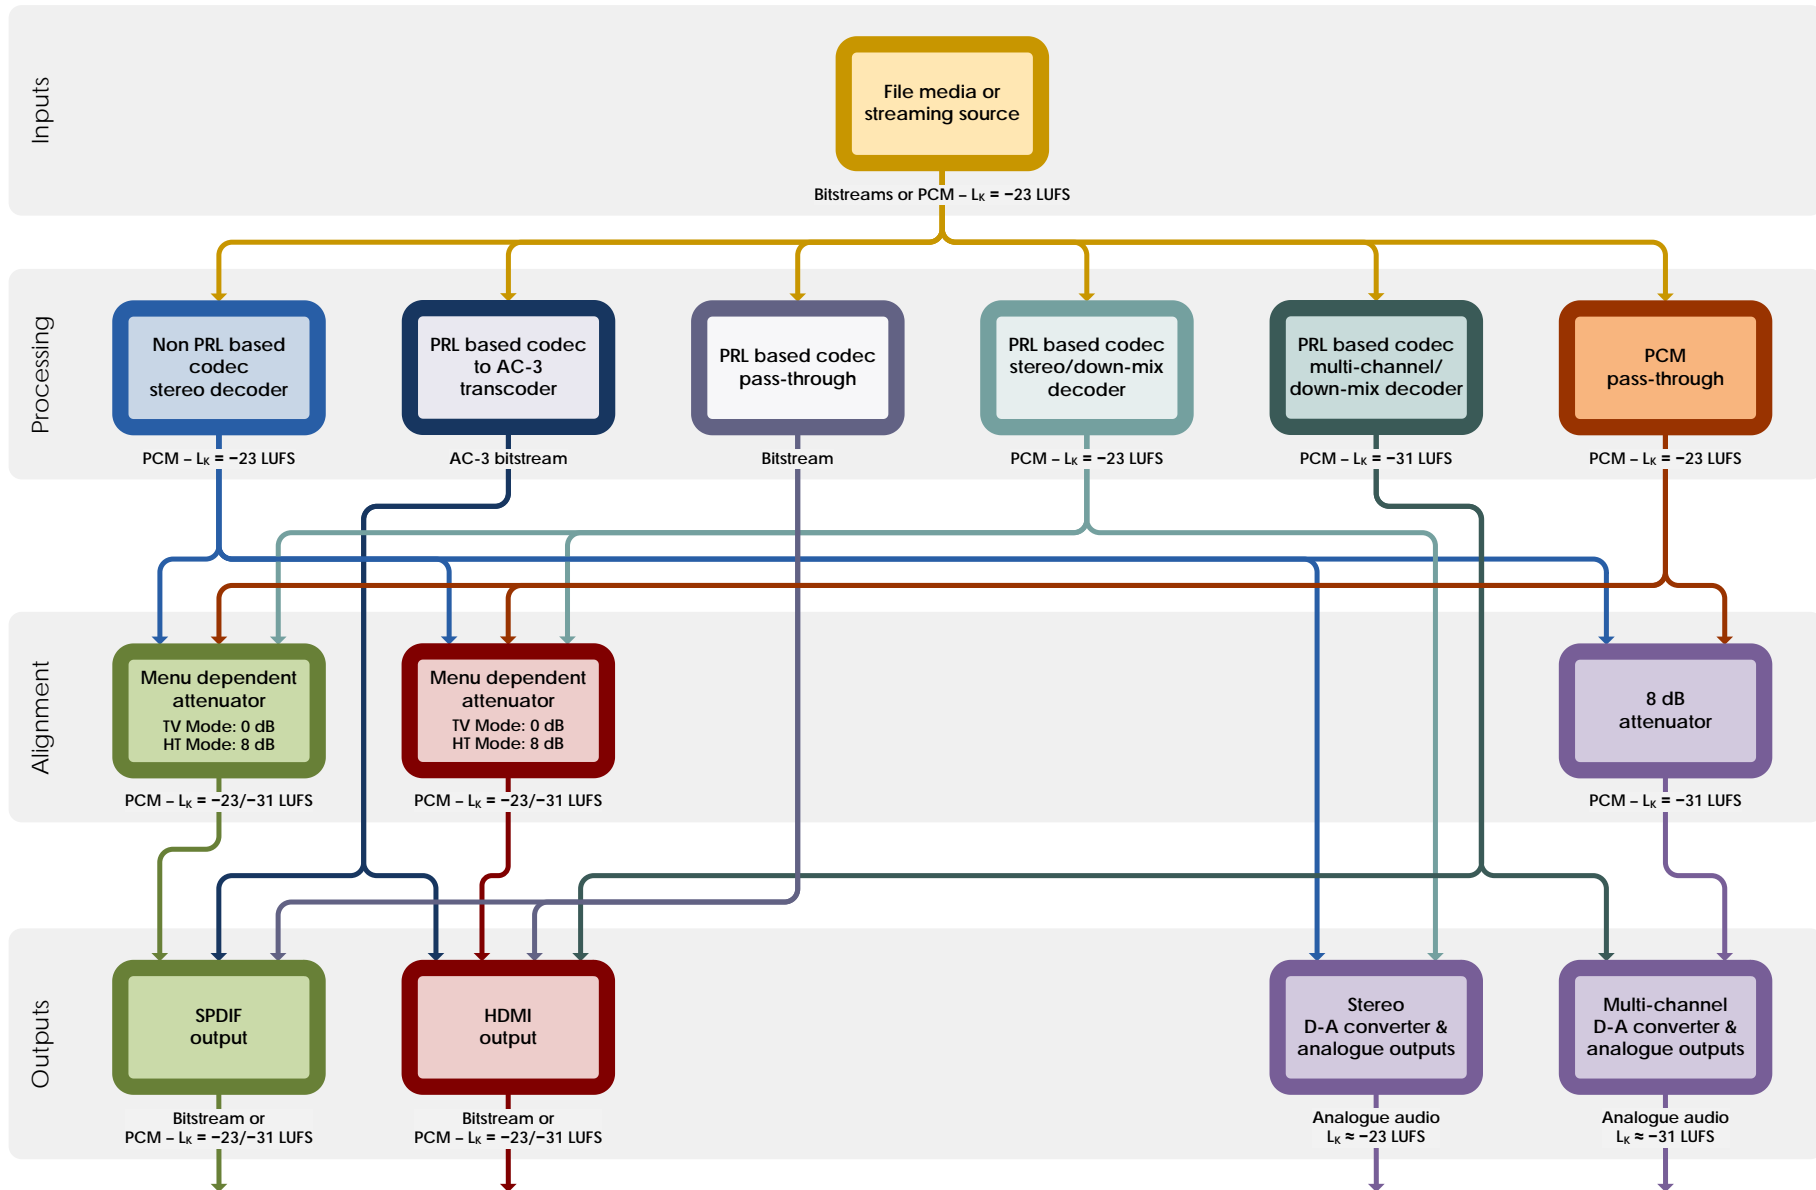 Inputs
File media or
streaming source
Bitstreams or PCM – LK = −23 LUFS
Processing
Non PRL based
codec
stereo decoder
PRL based codec
to AC-3
transcoder
PRL based codec
pass-through
PRL based codec
stereo/down-mix
decoder
PRL based codec
multi-channel/
down-mix decoder
PCM
pass-through
PCM – LK = −23 LUFS
AC-3 bitstream
Bitstream
PCM – LK = −23 LUFS
PCM – LK = −31 LUFS
PCM – LK = −23 LUFS
Alignment
Menu dependent
attenuator
TV Mode: 0 dB
HT Mode: 8 dB
Menu dependent
attenuator
TV Mode: 0 dB
HT Mode: 8 dB
8 dB
attenuator
PCM – LK = −23/−31 LUFS
PCM – LK = −23/−31 LUFS
PCM – LK = −31 LUFS
Outputs
SPDIF
output
HDMI
output
Stereo
D-A converter &
analogue outputs
Multi-channel
D-A converter &
analogue outputs
Bitstream or
PCM – LK = −23/−31 LUFS
Bitstream or
PCM – LK = −23/−31 LUFS
Analogue audio
LK ≈ −23 LUFS
Analogue audio
LK ≈ −31 LUFS